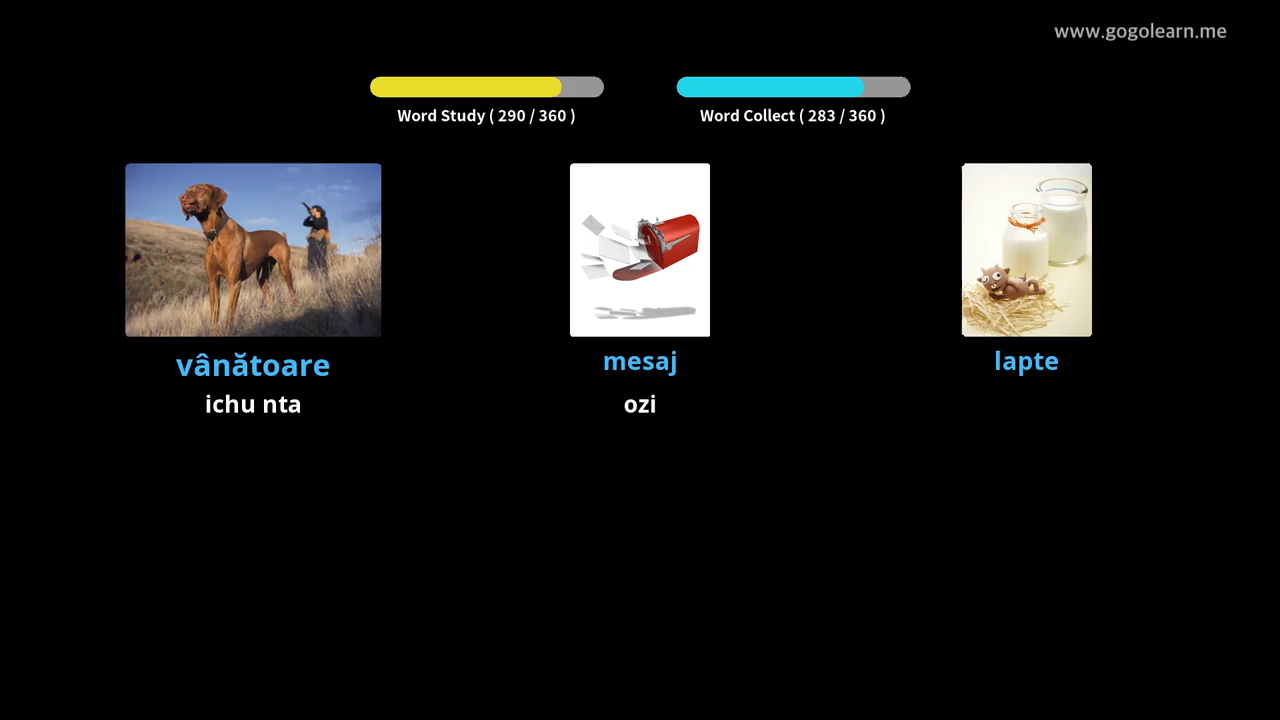 www.gogolearn.me
Word Study ( 290 / 360 )
Word Collect ( 283 / 360 )
vânătoare
mesaj
lapte
ichu nta
ozi